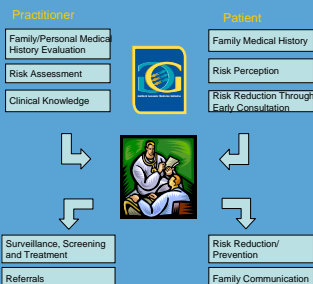 Practitioner
Patient
Family/Personal Medical
History Evaluation
Risk Assessment
Clinical Knowledge
Family Medical History
Risk Perception
Risk Reduction Through
Early Consultation
Surveillance, Screening
and Treatment
Referrals
Risk Reduction/
Prevention
Family Communication